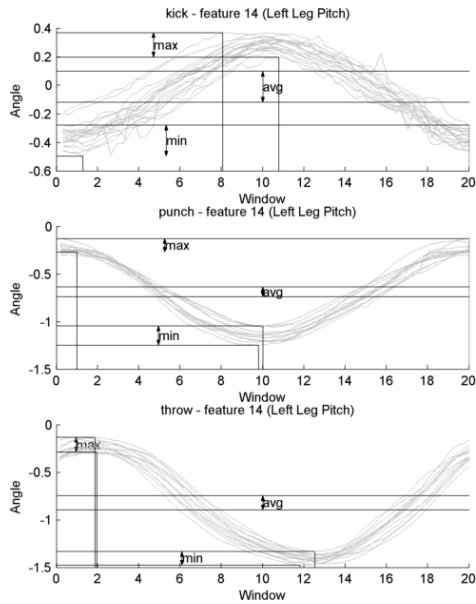 kick - feature 14 (Left Leg Pitch)
0.4
max
0.2
avg
0
Angle
-0.2
-0.4
min
-0.6
0 2 4 6 8 10 12 14 16 18 20
Window
punch - feature 14 (Left Leg Pitch)
0
max
-0.5
avg
Angle
-1
min
-1.5
0 2 4 6 8 10 12 14 16 18 20
Window
throw - feature 14 (Left Leg Pitch)
0
max
-0.5
avg
Angle
-1
min
-1.5
0 2 4 6 8 10 12 14 16 18 20
Window